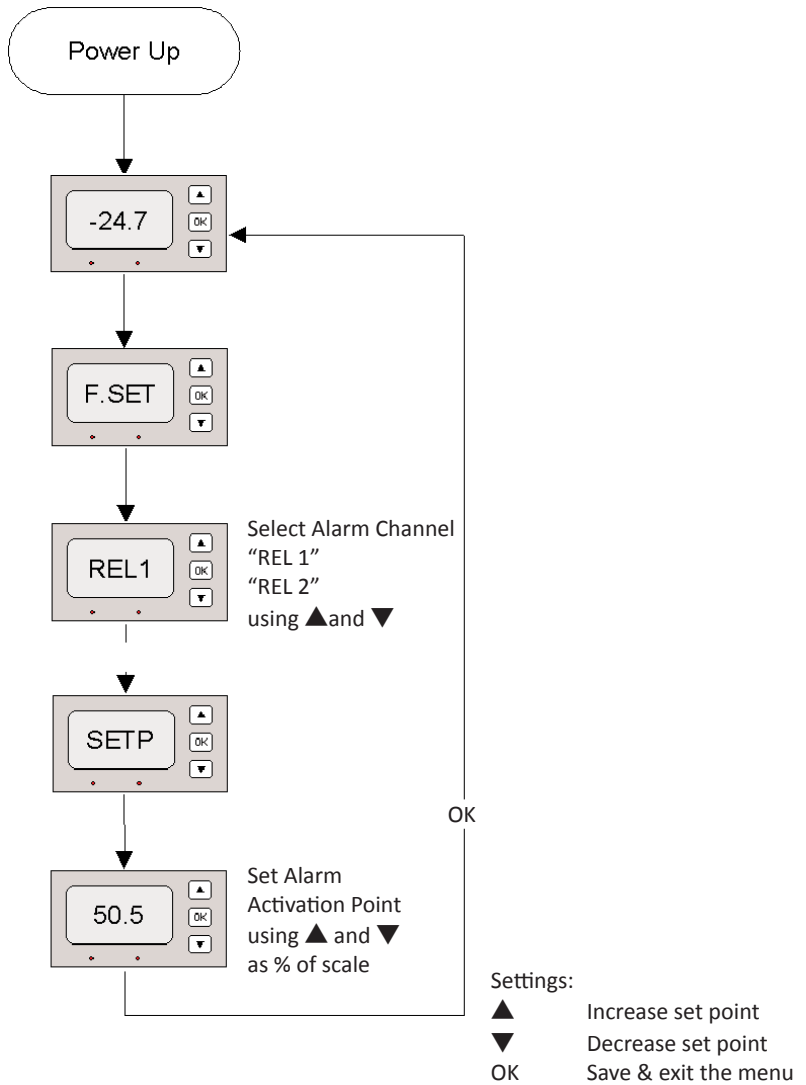 Power Up
-24.7
OK
F.SET
OK
REL1
OK
Select Alarm Channel
“REL 1”
“REL 2”
using ▲and ▼
SETP
OK
OK
50.5
OK
Set Alarm
Activation Point
using ▲ and ▼
as % of scale
Settings:
▲ Increase set point
▼ Decrease set point
OK Save & exit the menu